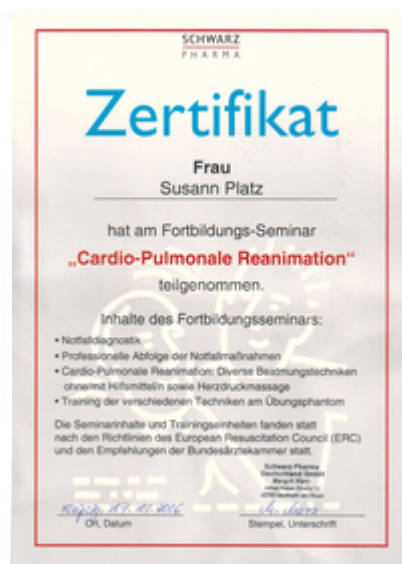 SCHWARZ
PHARMA
Zertifikat
Frau
Susann Platz
hat am Fortbildungs-Seminar
„Cardio-Pulmonale Reanimation“
teilgenommen.
Inhalte des Fortbildungsseminars:
• Notfalldiagnostik
• Professionelle Abfolge der Notfallmaßnahmen
• Cardio-Pulmonale Reanimation: Diverse Beatmungstechniken
ohne/mit Hilfsmitteln sowie Herzdruckmassage
• Training der verschiedenen Techniken am Übungsphantom
Die Seminarinhalte und Trainingseinheiten fanden statt
nach den Richtlinien des European Resuscitation Council (ERC)
und den Empfehlungen der Bundesärztekammer statt.
Schwarz Pharma
Deutschland GmbH
2006
Ort, Datum
Stempel, Unterschrift